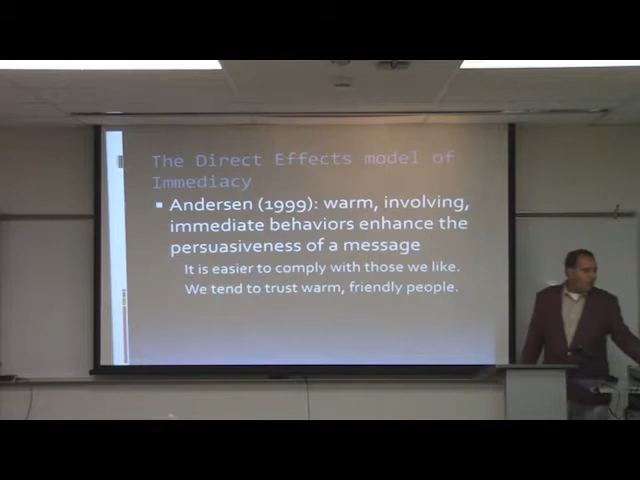 The Direct Effects model of
Immediacy
Andersen (1999): warm, involving,
immediate behaviors enhance the
persuasiveness of a message
It is easier to comply with those we like.
We tend to trust warm, friendly people.